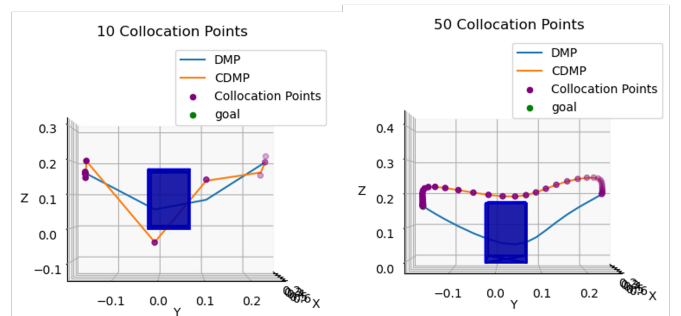 10 Collocation Points
DMP
CDMP
Collocation Points
goal
0.3
0.2
0.1
0.0
−0.1
Z
−0.1
0.0
0.1
0.2
Y
X
50 Collocation Points
DMP
CDMP
Collocation Points
goal
0.4
0.3
0.2
0.1
0.0
Z
−0.1
0.0
0.1
0.2
Y
X